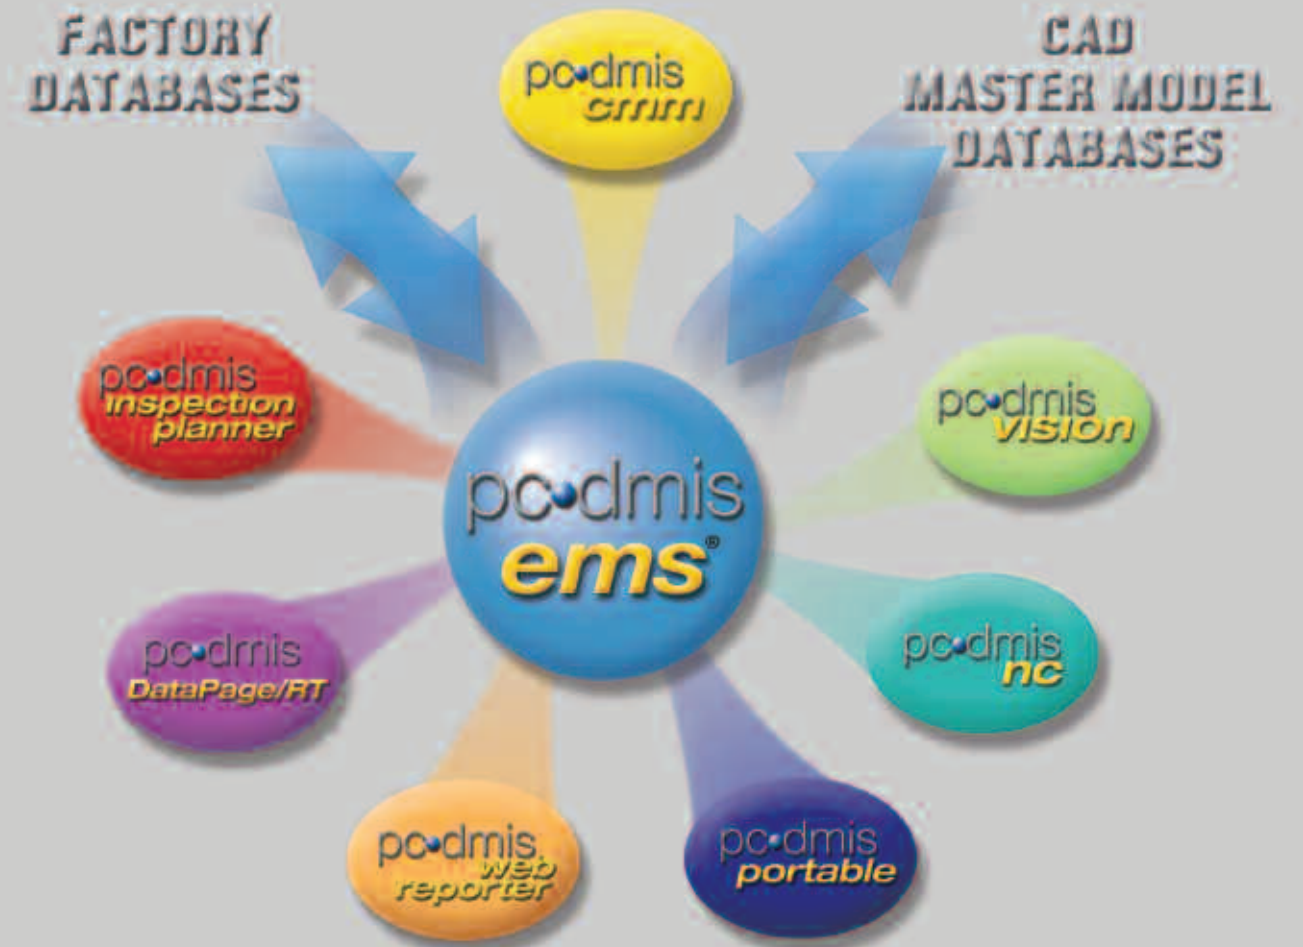 FACTORY
DATABASES
pc•dmis
cmm
CAD
MASTER MODEL
DATABASES
pc•dmis
inspection
planner
pc•dmis
vision
pc•dmis
ems®
pc•dmis
DataPage/RT
pc•dmis
nc
pc•dmis
web
reporter
pc•dmis
portable